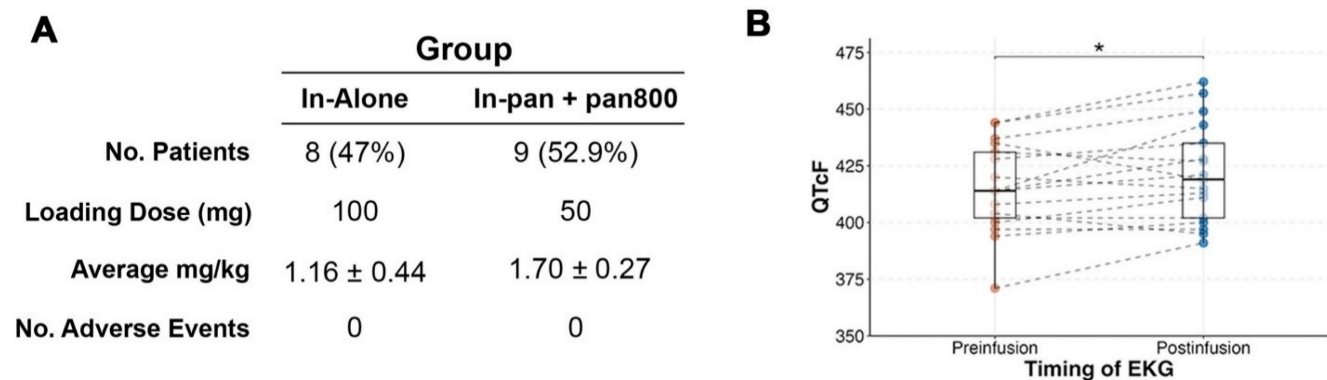 A
Group
In-Alone In-pan + pan800
No. Patients 8 (47%) 9 (52.9%)
Loading Dose (mg) 100 50
Average mg/kg 1.16 ± 0.44 1.70 ± 0.27
No. Adverse Events 0 0
B
*
475
450
425
400
375
350
QTcF
Preinfusion Postinfusion
Timing of EKG